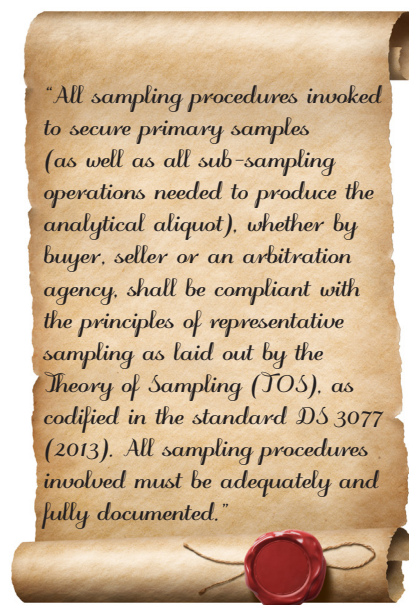 “All sampling procedures invoked
to secure primary samples
(as well as all sub-sampling
operations needed to produce the
analytical aliquot), whether by
buyer, seller or an arbitration
agency, shall be compliant with
the principles of representative
sampling as laid out by the
Theory of Sampling (TOS), as
codified in the standard DS 3077
(2013). All sampling procedures
involved must be adequately and
fully documented.”